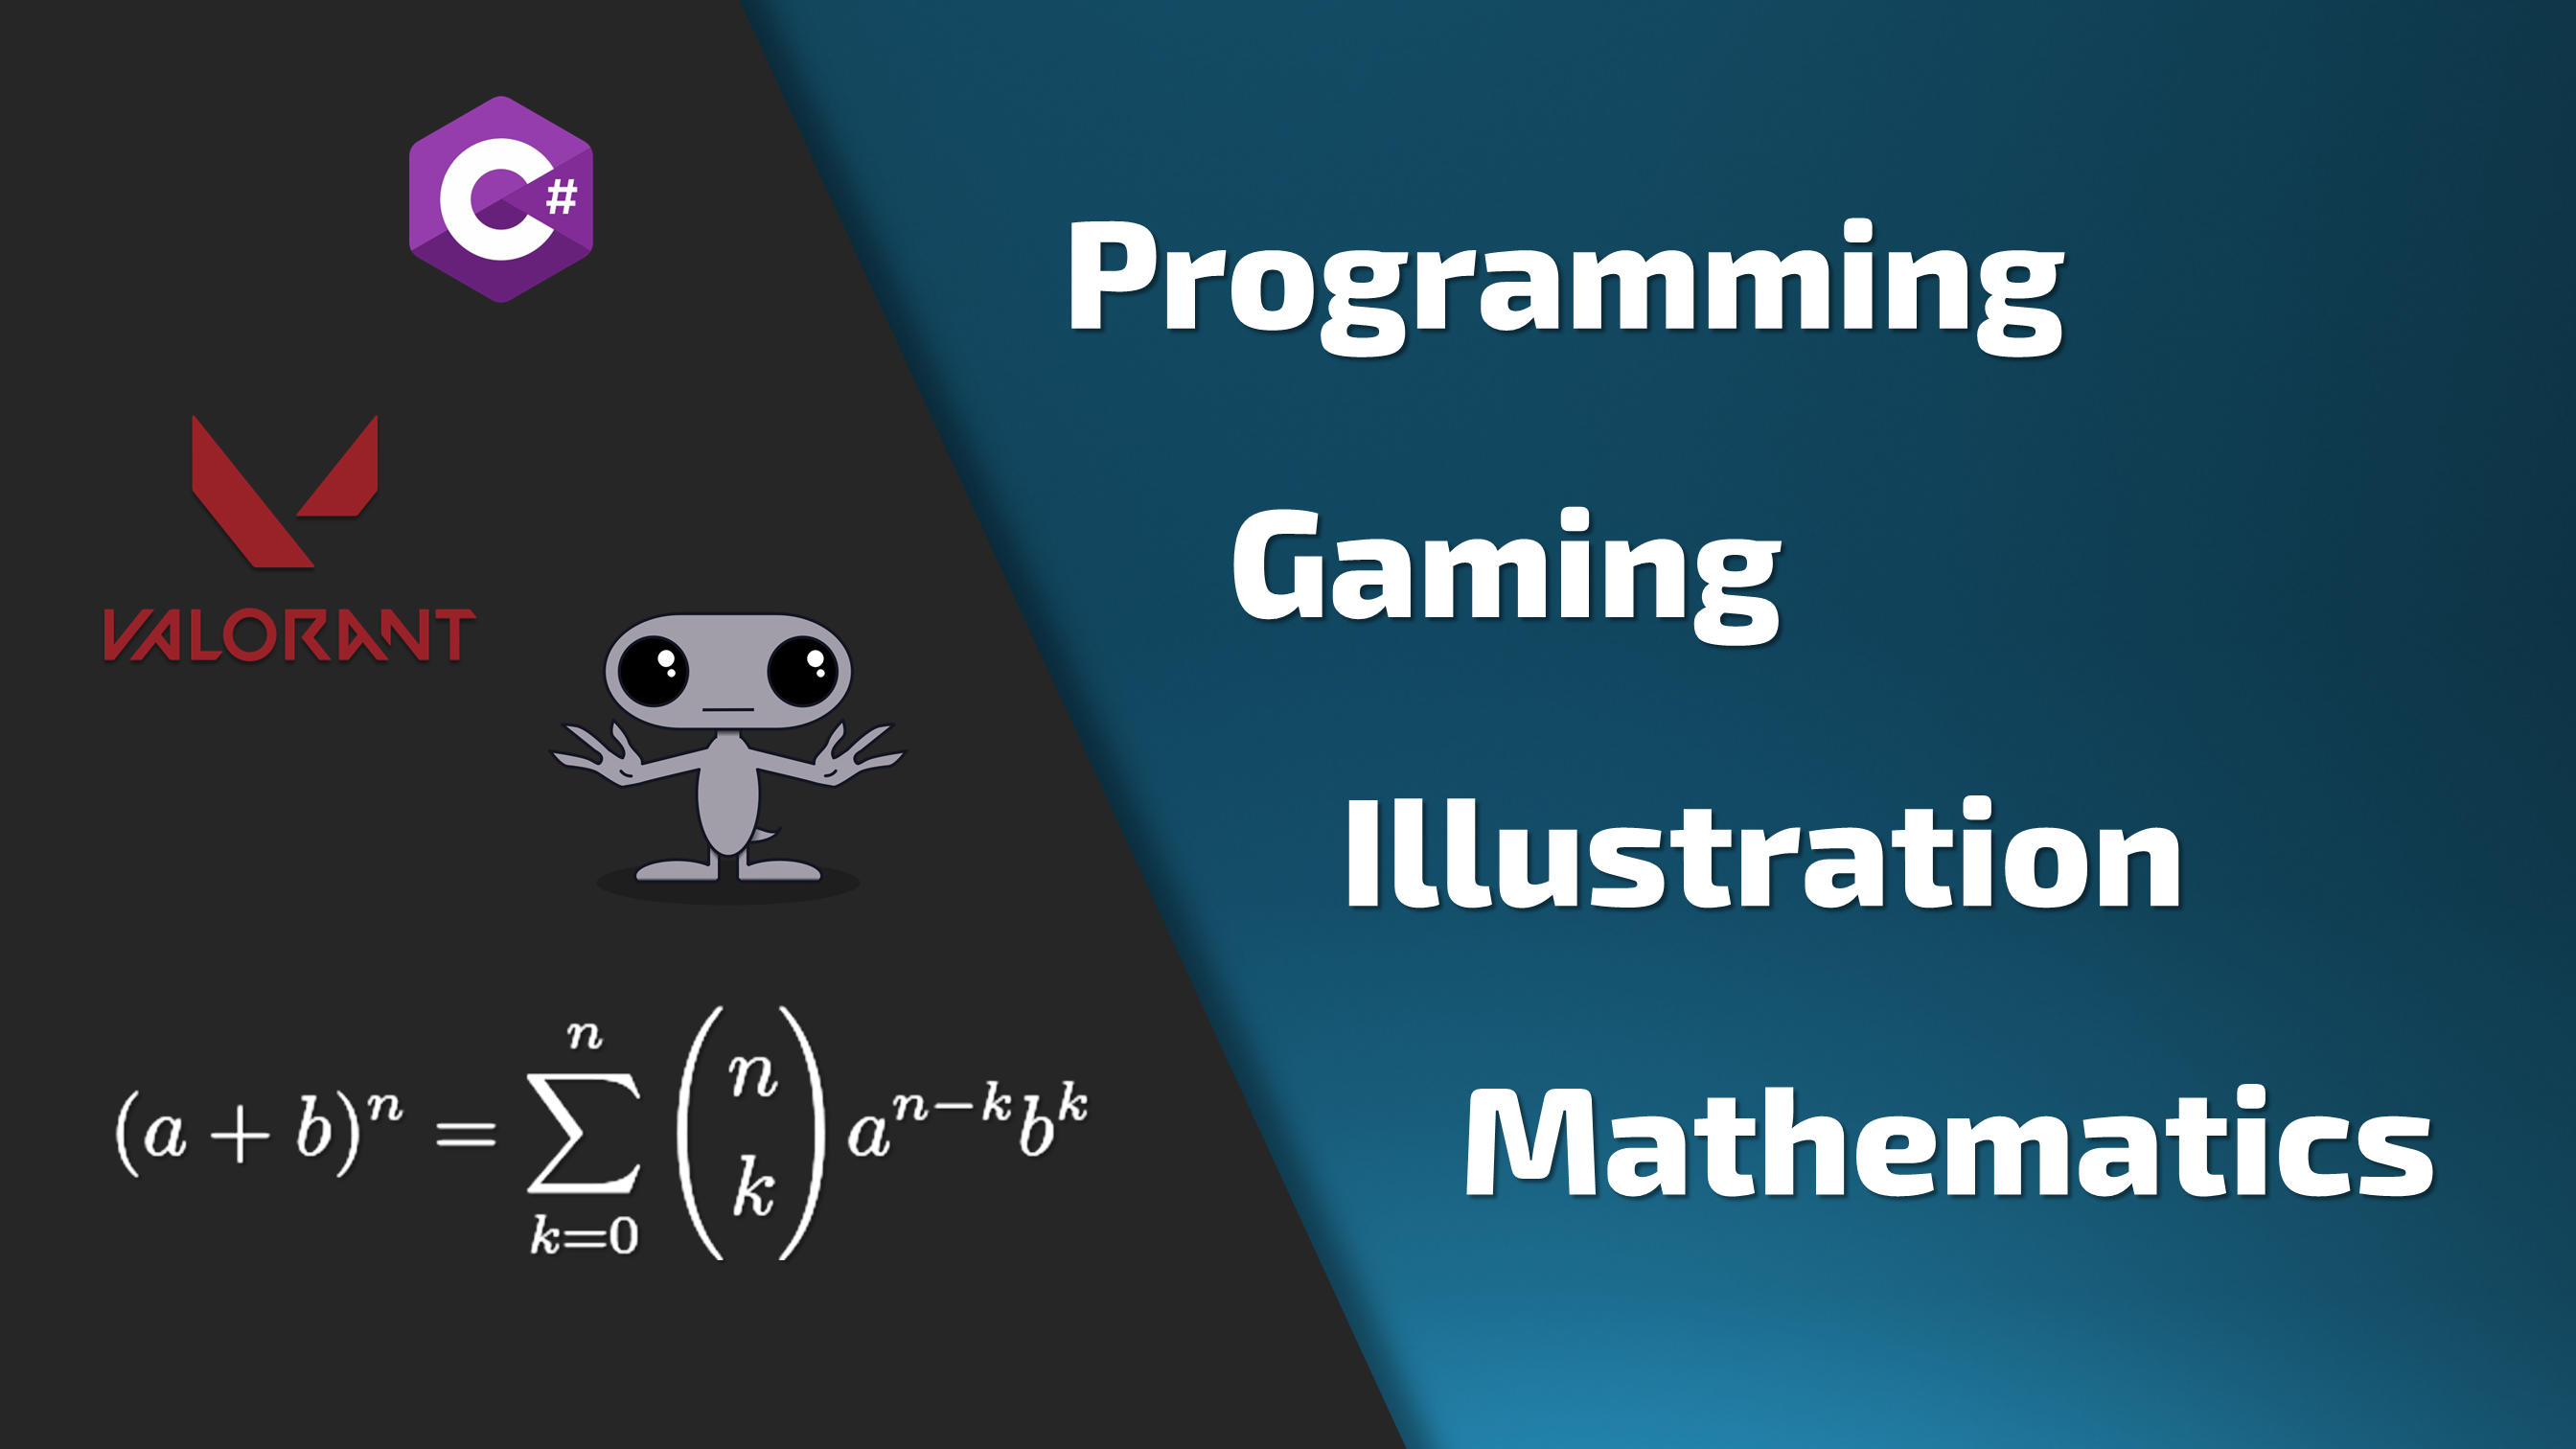 C#
Programming
VALORANT
Gaming
Illustration
(a + b)^n = \sum_{k=0}^{n} \binom{n}{k} a^{n-k} b^k
Mathematics